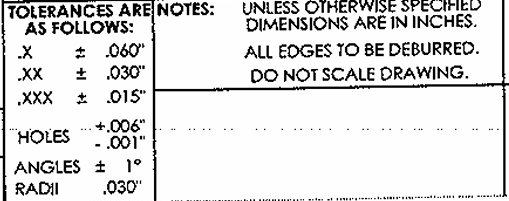 TOLERANCES ARE
AS FOLLOWS:
.X ± .060"
.XX ± .030"
.XXX ± .015"
HOLES +.006"
- .001"
ANGLES ± 1°
RADII .030"
NOTES: UNLESS OTHERWISE SPECIFIED
DIMENSIONS ARE IN INCHES.
ALL EDGES TO BE DEBURRED.
DO NOT SCALE DRAWING.